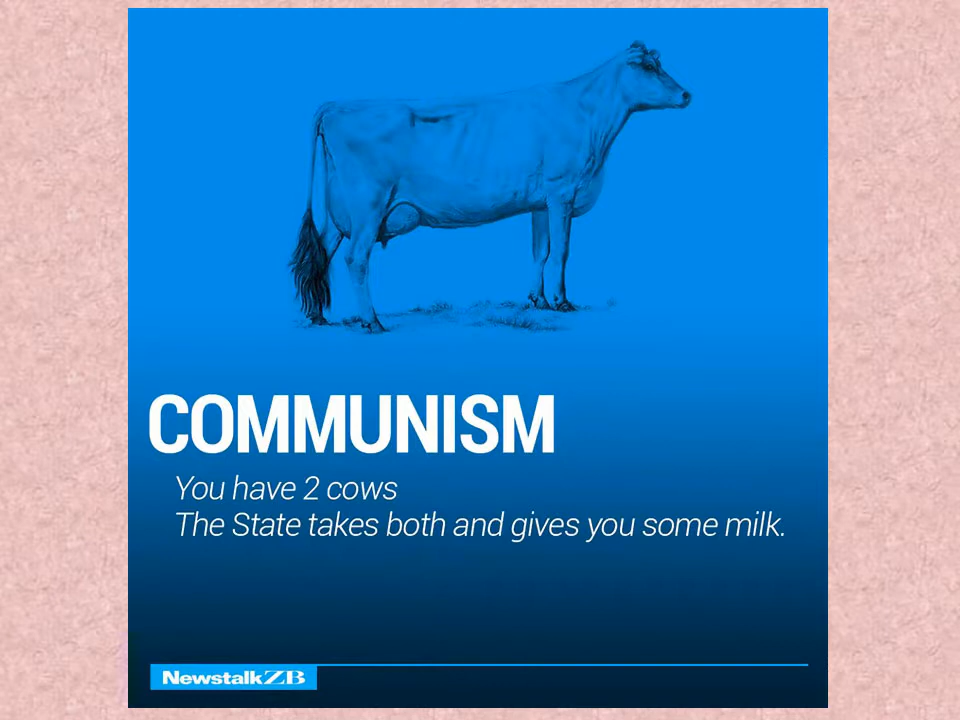 COMMUNISM
You have 2 cows
The State takes both and gives you some milk.
NewstalkZB